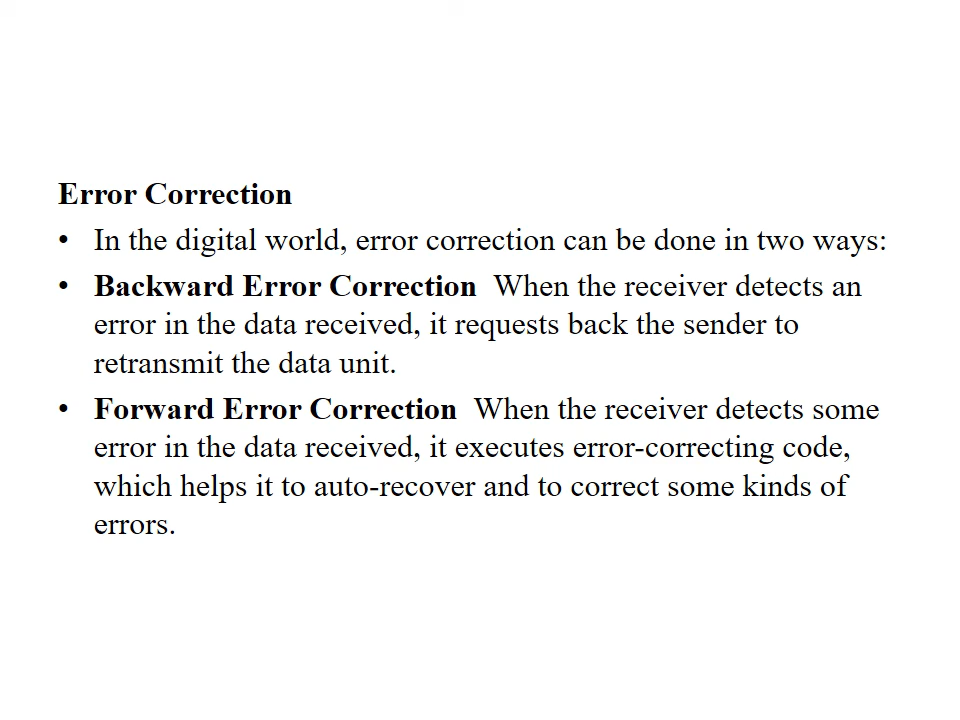 Error Correction
• In the digital world, error correction can be done in two ways:
• Backward Error Correction  When the receiver detects an
error in the data received, it requests back the sender to
retransmit the data unit.
• Forward Error Correction  When the receiver detects some
error in the data received, it executes error-correcting code,
which helps it to auto-recover and to correct some kinds of
errors.